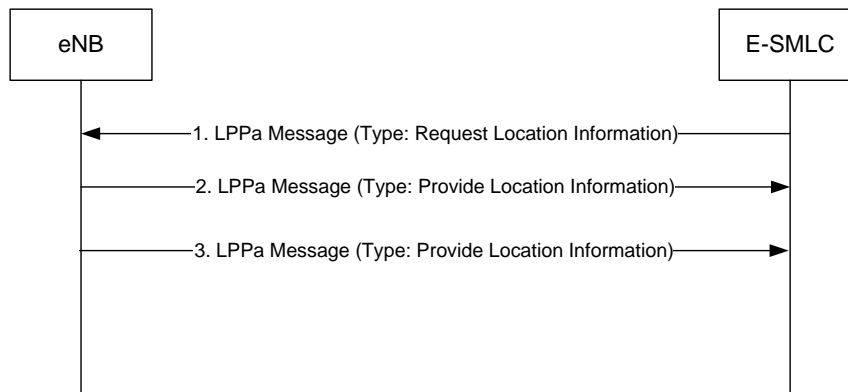 eNB
E-SMLC
1. LPPa Message (Type: Request Location Information)
2. LPPa Message (Type: Provide Location Information)
3. LPPa Message (Type: Provide Location Information)